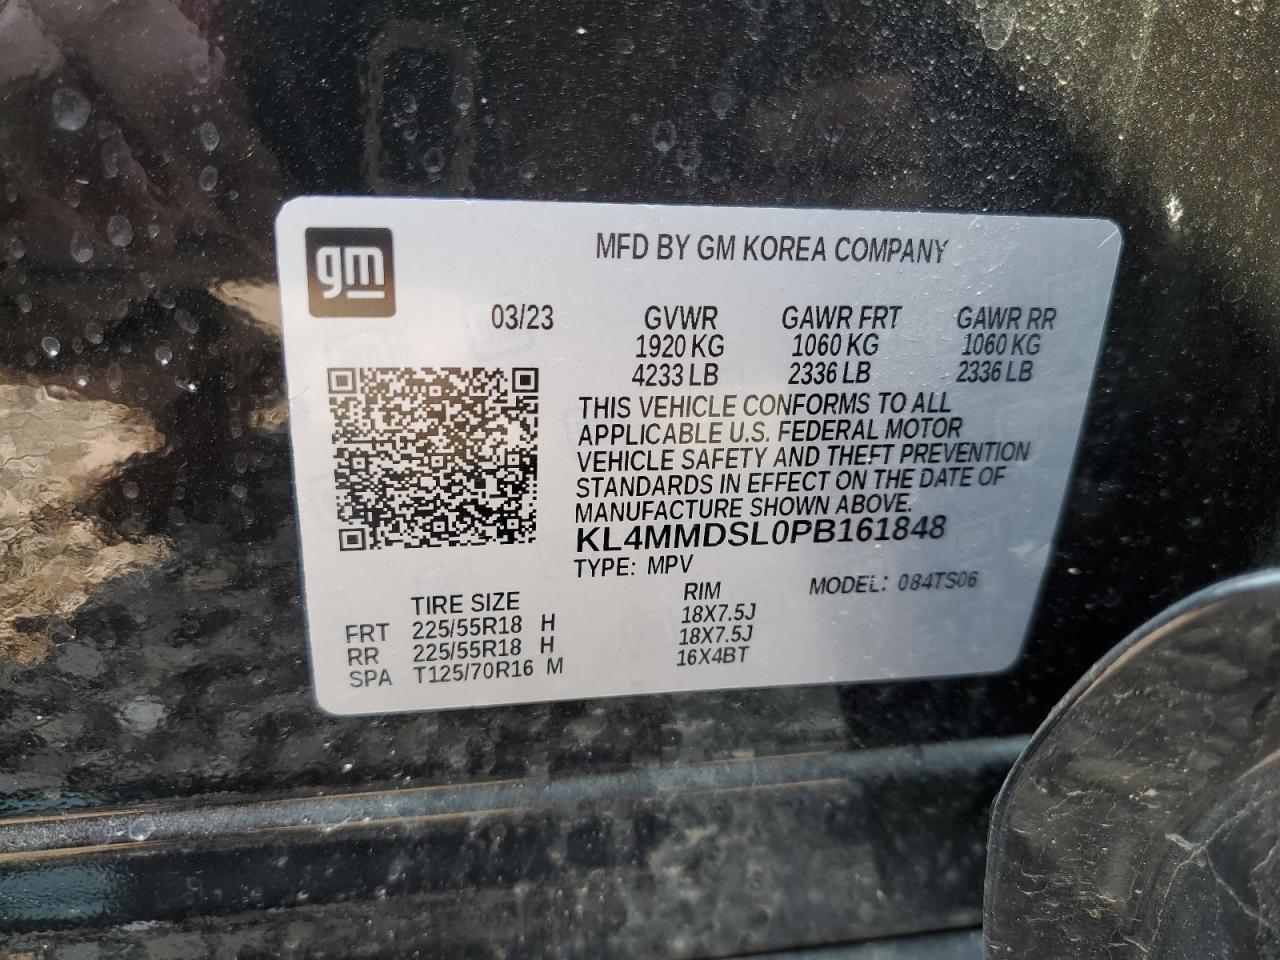 gm
MFD BY GM KOREA COMPANY
03/23 GVWR GAWR FRT GAWR RR
1920 KG 1060 KG 1060 KG
4233 LB 2336 LB 2336 LB
THIS VEHICLE CONFORMS TO ALL
APPLICABLE U.S. FEDERAL MOTOR
VEHICLE SAFETY AND THEFT PREVENTION
STANDARDS IN EFFECT ON THE DATE OF
MANUFACTURE SHOWN ABOVE.
KL4MMDSL0PB161848
TYPE: MPV MODEL: 084TS06
TIRE SIZE RIM
FRT 225/55R18 H 18X7.5J
RR 225/55R18 H 18X7.5J
SPA T125/70R16 M 16X4BT